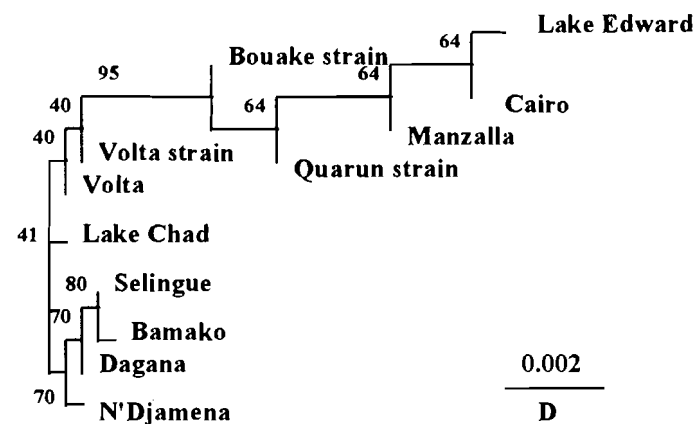 Lake Edward
64
Bouake strain
64
95
Cairo
40
64
40
Manzalla
Volta strain
Quarun strain
Volta
41
Lake Chad
80
Selingue
70
Bamako
Dagana
0.002
70
N'Djamena
D